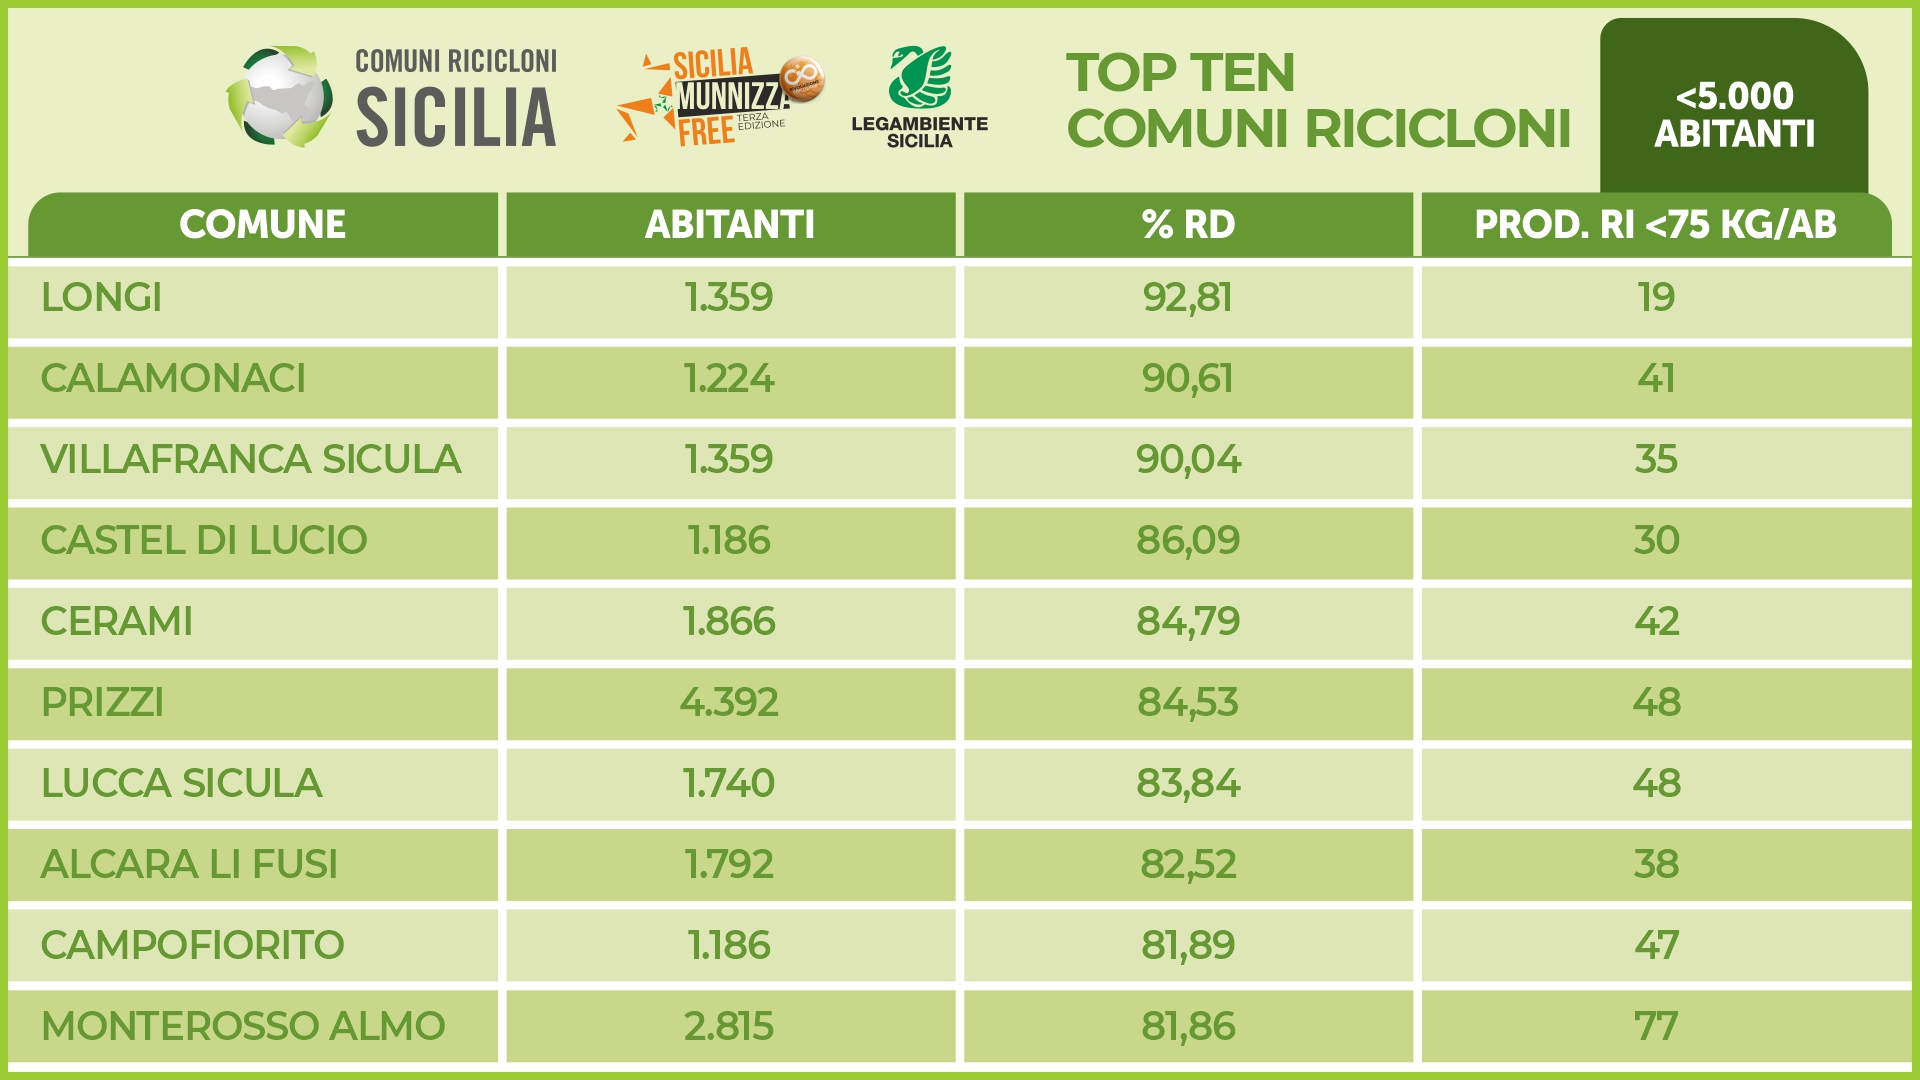 COMUNI RICICLONI
SICILIA
SICILIA
MUNNIZZA
FREE
TERZA
EDIZIONE
LEGAMBIENTE
SICILIA
TOP TEN
COMUNI RICICLONI
<5.000
ABITANTI
COMUNE ABITANTI % RD PROD. RI <75 KG/AB
LONGI 1.359 92,81 19
CALAMONACI 1.224 90,61 41
VILLAFRANCA SICULA 1.359 90,04 35
CASTEL DI LUCIO 1.186 86,09 30
CERAMI 1.866 84,79 42
PRIZZI 4.392 84,53 48
LUCCA SICULA 1.740 83,84 48
ALCARA LI FUSI 1.792 82,52 38
CAMPOFIORITO 1.186 81,89 47
MONTEROSSO ALMO 2.815 81,86 77